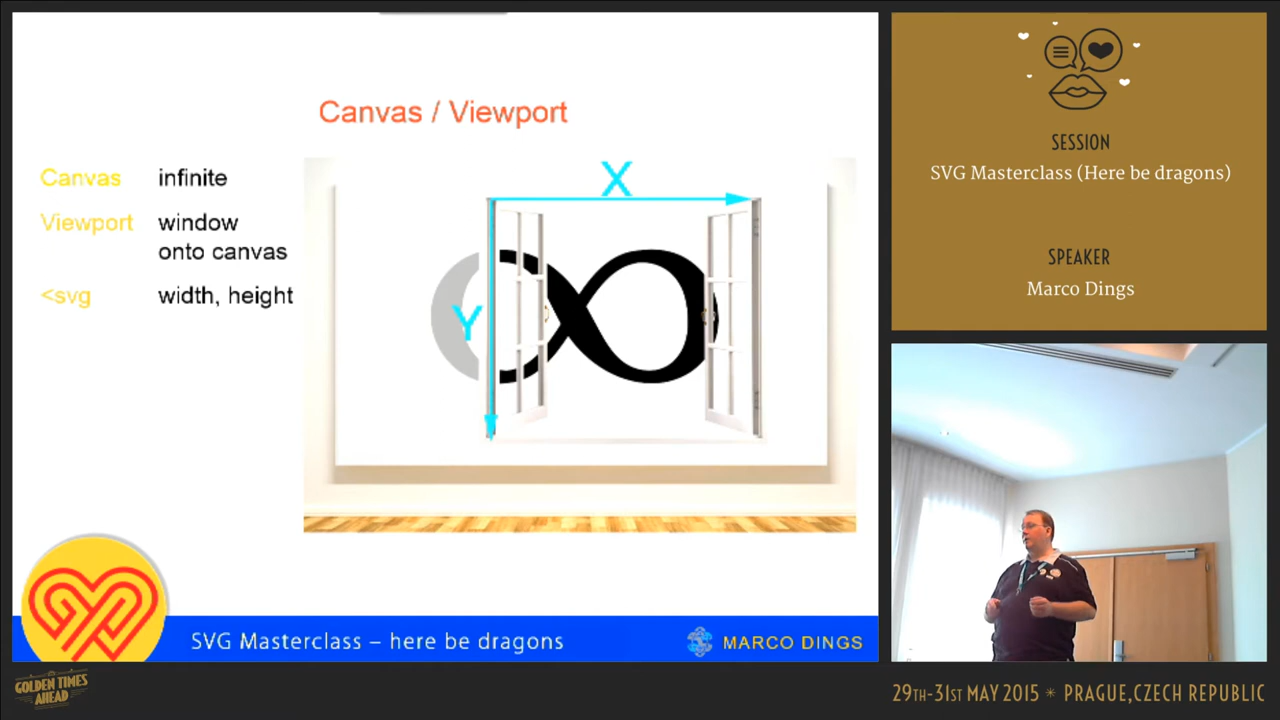 Canvas / Viewport
Canvas infinite
Viewport window
onto canvas
<svg width, height
X
Y
SVG Masterclass – here be dragons
MARCO DINGS
SESSION
SVG Masterclass (Here be dragons)
SPEAKER
Marco Dings
GOLDEN TIMES
AHEAD
29TH-31ST MAY 2015 * PRAGUE, CZECH REPUBLIC